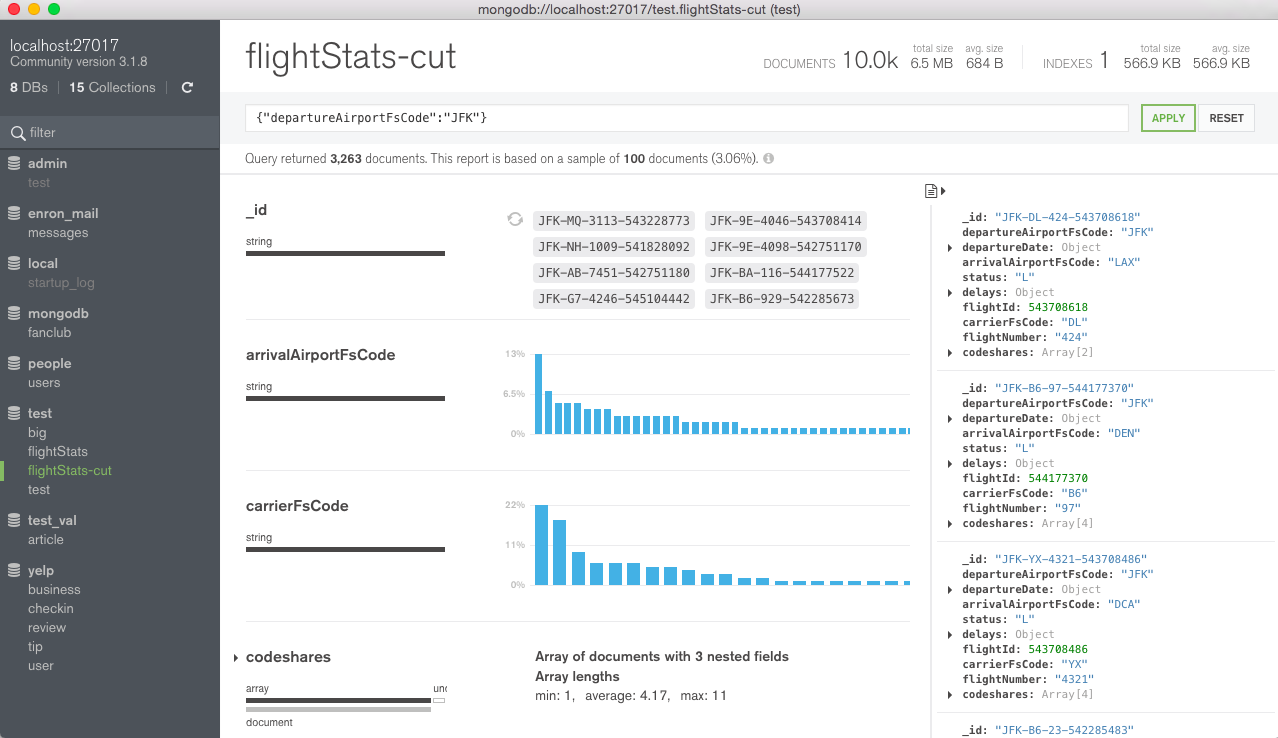 mongodb://localhost:27017/test.flightStats-cut (test)
localhost:27017
Community version 3.1.8
8 DBs | 15 Collections
filter
admin
test
enron_mail
messages
local
startup_log
mongodb
fanclub
people
users
test
big
flightStats
flightStats-cut
test
test_val
article
yelp
business
checkin
review
tip
user
flightStats-cut
DOCUMENTS 10.0k total size 6.5 MB avg. size 684 B
INDEXES 1 total size 566.9 KB avg. size 566.9 KB
{"departureAirportFsCode":"JFK"}
APPLY RESET
Query returned 3,263 documents. This report is based on a sample of 100 documents (3.06%).
_id
string
JFK-MQ-3113-543228773 JFK-9E-4046-543708414
JFK-NH-1009-541828092 JFK-9E-4098-542751170
JFK-AB-7451-542751180 JFK-BA-116-544177522
JFK-G7-4246-545104442 JFK-B6-929-542285673
arrivalAirportFsCode
string
13%
6.5%
0%
carrierFsCode
string
22%
11%
0%
codeshares
array und
document
Array of documents with 3 nested fields
Array lengths
min: 1, average: 4.17, max: 11
_id: "JFK-DL-424-543708618"
departureAirportFsCode: "JFK"
departureDate: Object
arrivalAirportFsCode: "LAX"
status: "L"
delays: Object
flightId: 543708618
carrierFsCode: "DL"
flightNumber: "424"
codeshares: Array[2]
_id: "JFK-B6-97-544177370"
departureAirportFsCode: "JFK"
departureDate: Object
arrivalAirportFsCode: "DEN"
status: "L"
delays: Object
flightId: 544177370
carrierFsCode: "B6"
flightNumber: "97"
codeshares: Array[4]
_id: "JFK-YX-4321-543708486"
departureAirportFsCode: "JFK"
departureDate: Object
arrivalAirportFsCode: "DCA"
status: "L"
delays: Object
flightId: 543708486
carrierFsCode: "YX"
flightNumber: "4321"
codeshares: Array[4]
_id: "JFK-B6-23-542285483"